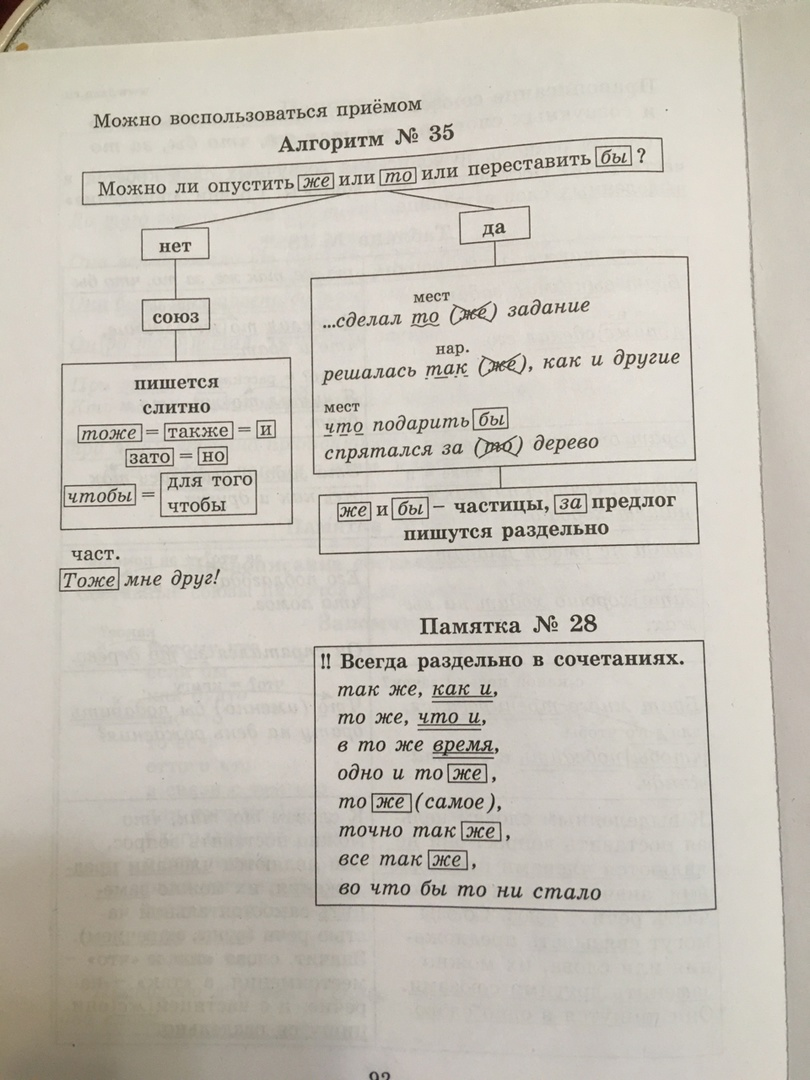 Можно воспользоваться приёмом
Алгоритм № 35
Можно ли опустить же или то или переставить бы ?
нет
да
союз
пишется
слитно
тоже = также = и
зато = но
чтобы = для того
чтобы
мест
...сделал то (же) задание
нар.
решалась так (же), как и другие
мест
что подарить бы
спрятался за (то) дерево
же и бы – частицы, за предлог
пишутся раздельно
част.
Тоже мне друг!
Памятка № 28
!! Всегда раздельно в сочетаниях.
так же, как и,
то же, что и,
в то же время,
одно и то же ,
то же (самое),
точно так же ,
все так же ,
во что бы то ни стало